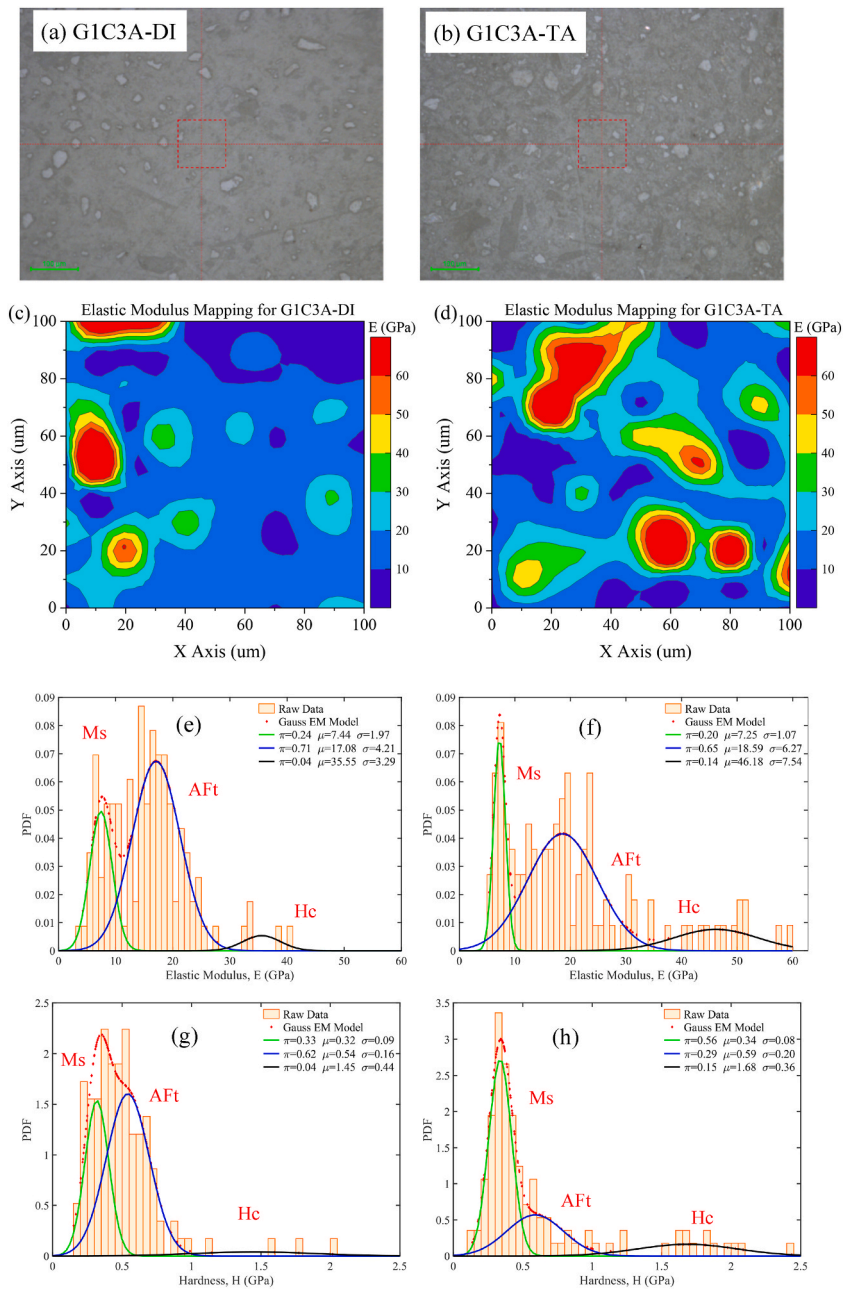 (a) G1C3A-DI
(b) G1C3A-TA
(c)
Elastic Modulus Mapping for G1C3A-DI
E (GPa)
100
80
60
40
20
0
Y Axis (um)
0 20 40 60 80 100
X Axis (um)
60
50
40
30
20
10
(d)
Elastic Modulus Mapping for G1C3A-TA
E (GPa)
100
80
60
40
20
0
Y Axis (um)
0 20 40 60 80 100
X Axis (um)
60
50
40
30
20
10
(e)
Raw Data
Gauss EM Model
π=0.24 μ=7.44 σ=1.97
π=0.71 μ=17.08 σ=4.21
π=0.04 μ=35.55 σ=3.29
Ms
AFt
Hc
0.09
0.08
0.07
0.06
0.05
0.04
0.03
0.02
0.01
0
PDF
0 10 20 30 40 50 60
Elastic Modulus, E (GPa)
(f)
Raw Data
Gauss EM Model
π=0.20 μ=7.25 σ=1.07
π=0.65 μ=18.59 σ=6.27
π=0.14 μ=46.18 σ=7.54
Ms
AFt
Hc
0.09
0.08
0.07
0.06
0.05
0.04
0.03
0.02
0.01
0
PDF
0 10 20 30 40 50 60
Elastic Modulus, E (GPa)
(g)
Raw Data
Gauss EM Model
π=0.33 μ=0.32 σ=0.09
π=0.62 μ=0.54 σ=0.16
π=0.04 μ=1.45 σ=0.44
Ms
AFt
Hc
2.5
2
1.5
1
0.5
0
PDF
0 0.5 1 1.5 2 2.5
Hardness, H (GPa)
(h)
Raw Data
Gauss EM Model
π=0.56 μ=0.34 σ=0.08
π=0.29 μ=0.59 σ=0.20
π=0.15 μ=1.68 σ=0.36
Ms
AFt
Hc
3.5
3
2.5
2
1.5
1
0.5
0
PDF
0 0.5 1 1.5 2 2.5
Hardness, H (GPa)